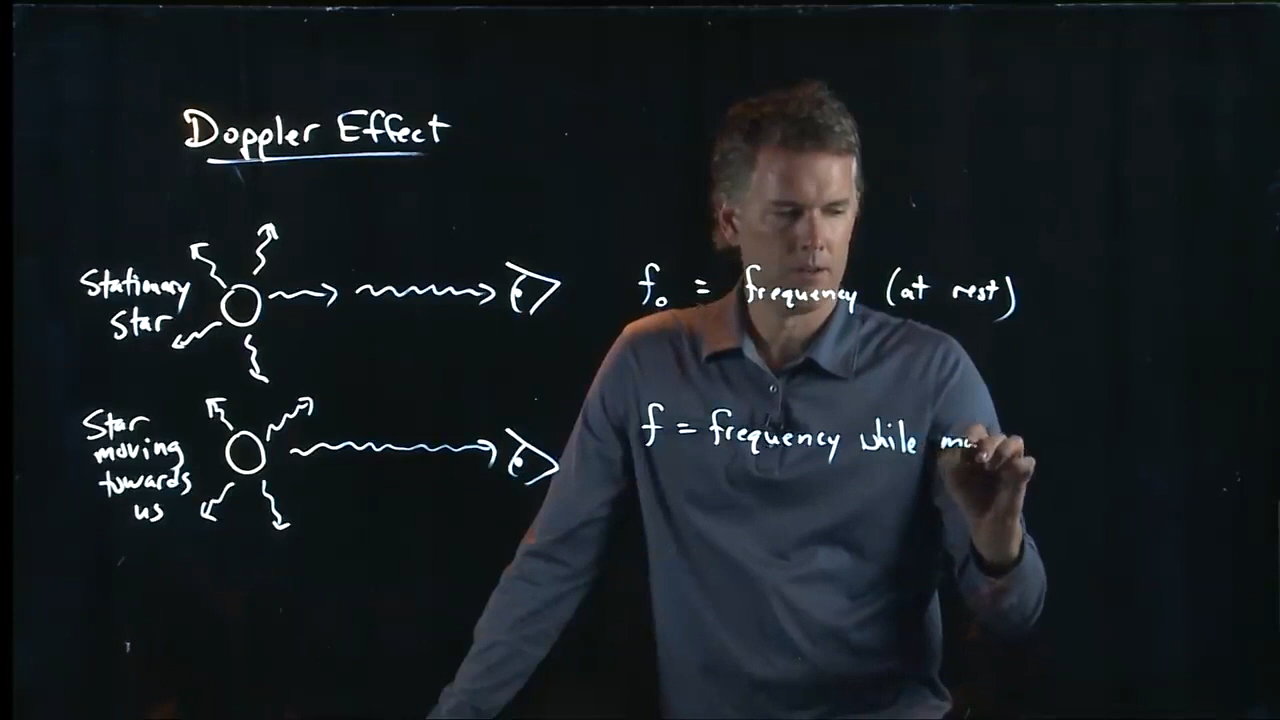 Doppler Effect
Stationary
Star
f₀ = frequency (at rest)
Star
moving
towards
us
f = frequency while